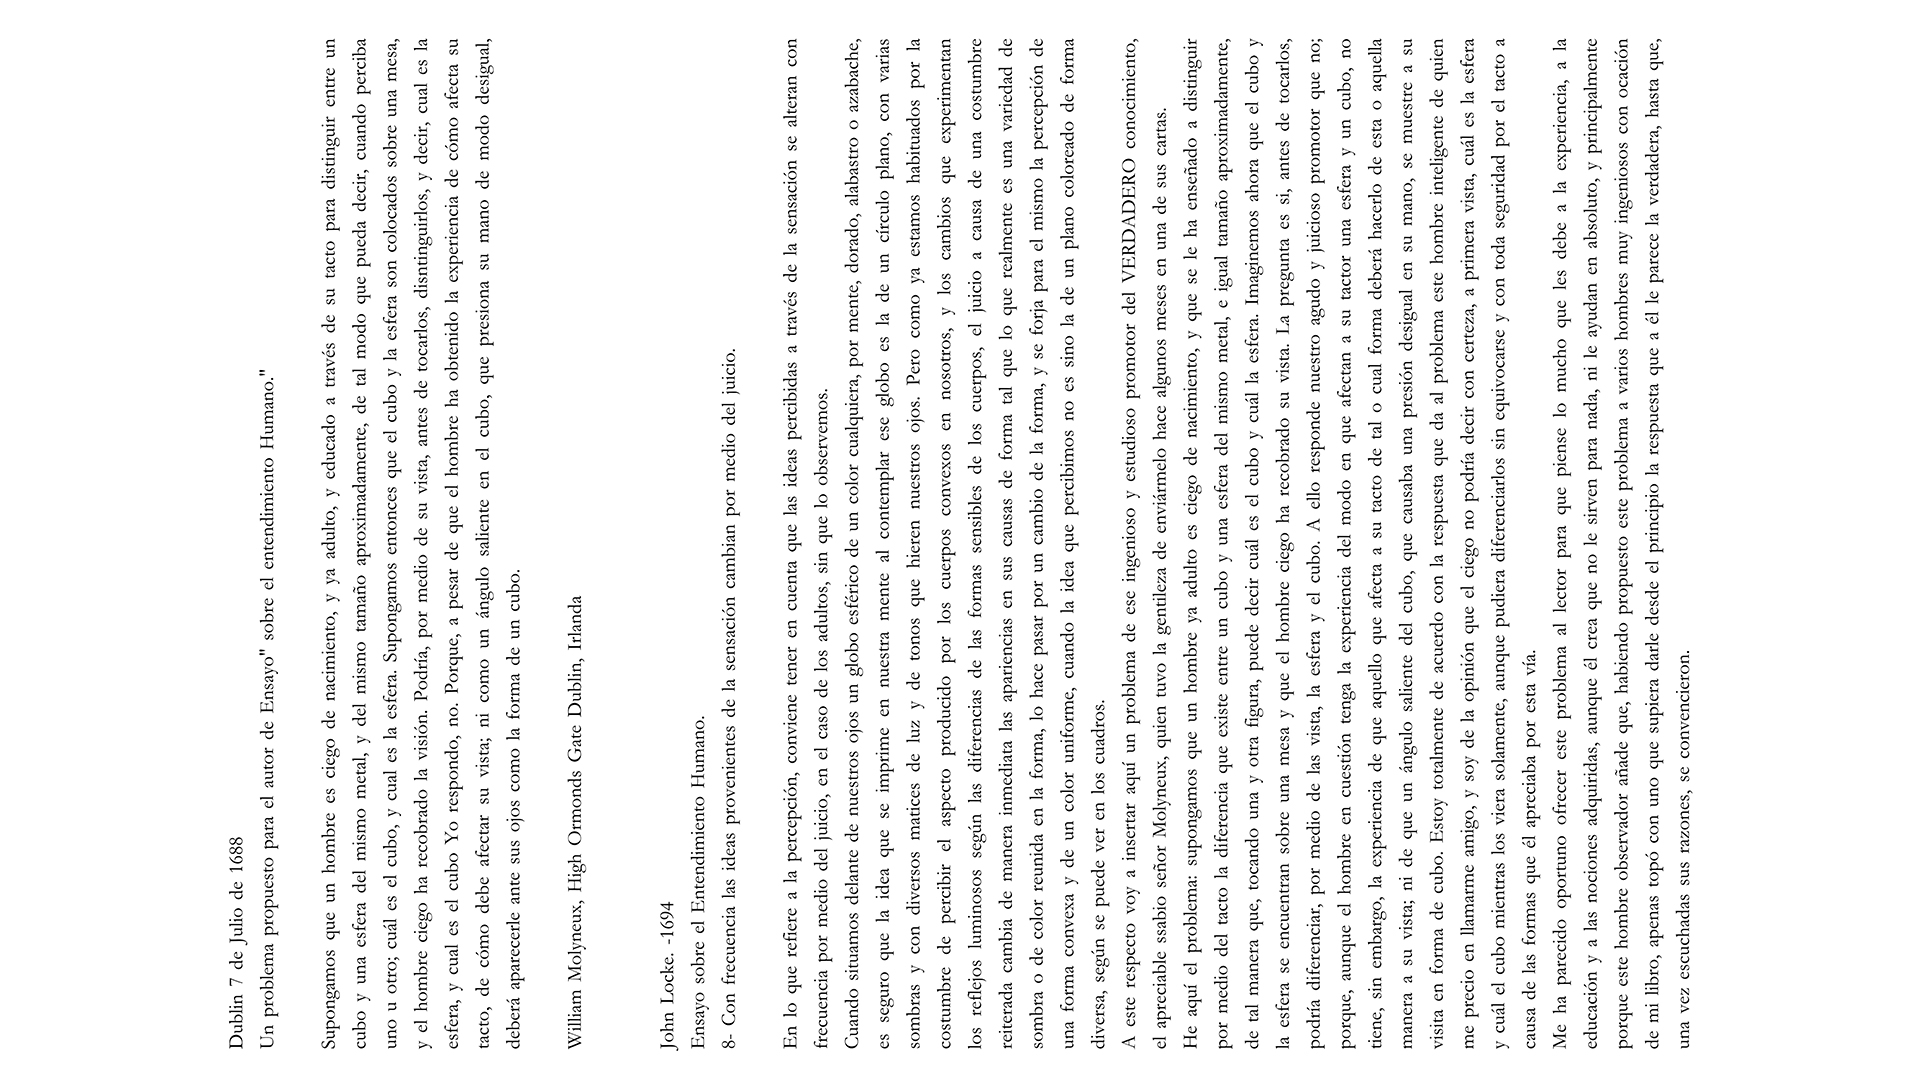 Dublin 7 de Julio de 1688
Un problema propuesto para el autor de Ensayo" sobre el entendimiento Humano."
Supongamos que un hombre es ciego de nacimiento, y ya adulto, y educado a través de su tacto para distinguir entre un
cubo y una esfera del mismo metal, y del mismo tamaño aproximadamente, de tal modo que pueda decir, cuando perciba
uno u otro; cuál es el cubo, y cual es la esfera. Supongamos entonces que el cubo y la esfera son colocados sobre una mesa,
y el hombre ciego ha recobrado la visión. Podría, por medio de su vista, antes de tocarlos, disntinguirlos, y decir, cual es la
esfera, y cual es el cubo Yo respondo, no. Porque, a pesar de que el hombre ha obtenido la experiencia de cómo afecta su
tacto, de cómo debe afectar su vista; ni como un ángulo saliente en el cubo, que presiona su mano de modo desigual,
deberá aparecerle ante sus ojos como la forma de un cubo.
William Molyneux, High Ormonds Gate Dublin, Irlanda
John Locke. -1694
Ensayo sobre el Entendimiento Humano.
8- Con frecuencia las ideas provenientes de la sensación cambian por medio del juicio.
En lo que refiere a la percepción, conviene tener en cuenta que las ideas percibidas a través de la sensación se alteran con
frecuencia por medio del juicio, en el caso de los adultos, sin que lo observemos.
Cuando situamos delante de nuestros ojos un globo esférico de un color cualquiera, por mente, dorado, alabastro o azabache,
es seguro que la idea que se imprime en nuestra mente al contemplar ese globo es la de un círculo plano, con varias
sombras y con diversos matices de luz y de tonos que hieren nuestros ojos. Pero como ya estamos habituados por la
costumbre de percibir el aspecto producido por los cuerpos convexos en nosotros, y los cambios que experimentan
los reflejos luminosos según las diferencias de las formas sensibles de los cuerpos, el juicio a causa de una costumbre
reiterada cambia de manera inmediata las apariencias en sus causas de forma tal que lo que realmente es una variedad de
sombra o de color reunida en la forma, lo hace pasar por un cambio de la forma, y se forja para el mismo la percepción de
una forma convexa y de un color uniforme, cuando la idea que percibimos no es sino la de un plano coloreado de forma
diversa, según se puede ver en los cuadros.
A este respecto voy a insertar aquí un problema de ese ingenioso y estudioso promotor del VERDADERO conocimiento,
el apreciable ssabio señor Molyneux, quien tuvo la gentileza de enviármelo hace algunos meses en una de sus cartas.
He aquí el problema: supongamos que un hombre ya adulto es ciego de nacimiento, y que se le ha enseñado a distinguir
por medio del tacto la diferencia que existe entre un cubo y una esfera del mismo metal, e igual tamaño aproximadamente,
de tal manera que, tocando una y otra figura, puede decir cuál es el cubo y cuál la esfera. Imaginemos ahora que el cubo y
la esfera se encuentran sobre una mesa y que el hombre ciego ha recobrado su vista. La pregunta es si, antes de tocarlos,
podría diferenciar, por medio de las vista, la esfera y el cubo. A ello responde nuestro agudo y juicioso promotor que no;
porque, aunque el hombre en cuestión tenga la experiencia del modo en que afectan a su tactor una esfera y un cubo, no
tiene, sin embargo, la experiencia de que aquello que afecta a su tacto de tal o cual forma deberá hacerlo de esta o aquella
manera a su vista; ni de que un ángulo saliente del cubo, que causaba una presión desigual en su mano, se muestre a su
visita en forma de cubo. Estoy totalmente de acuerdo con la respuesta que da al problema este hombre inteligente de quien
me precio en llamarme amigo, y soy de la opinión que el ciego no podría decir con certeza, a primera vista, cuál es la esfera
y cuál el cubo mientras los viera solamente, aunque pudiera diferenciarlos sin equivocarse y con toda seguridad por el tacto a
causa de las formas que él apreciaba por esta vía.
Me ha parecido oportuno ofrecer este problema al lector para que piense lo mucho que les debe a la experiencia, a la
educación y a las nociones adquiridas, aunque él crea que no le sirven para nada, ni le ayudan en absoluto, y principalmente
porque este hombre observador añade que, habiendo propuesto este problema a varios hombres muy ingeniosos con ocación
de mi libro, apenas topó con uno que supiera darle desde el principio la respuesta que a él le parece la verdadera, hasta que,
una vez escuchadas sus razones, se convencieron.